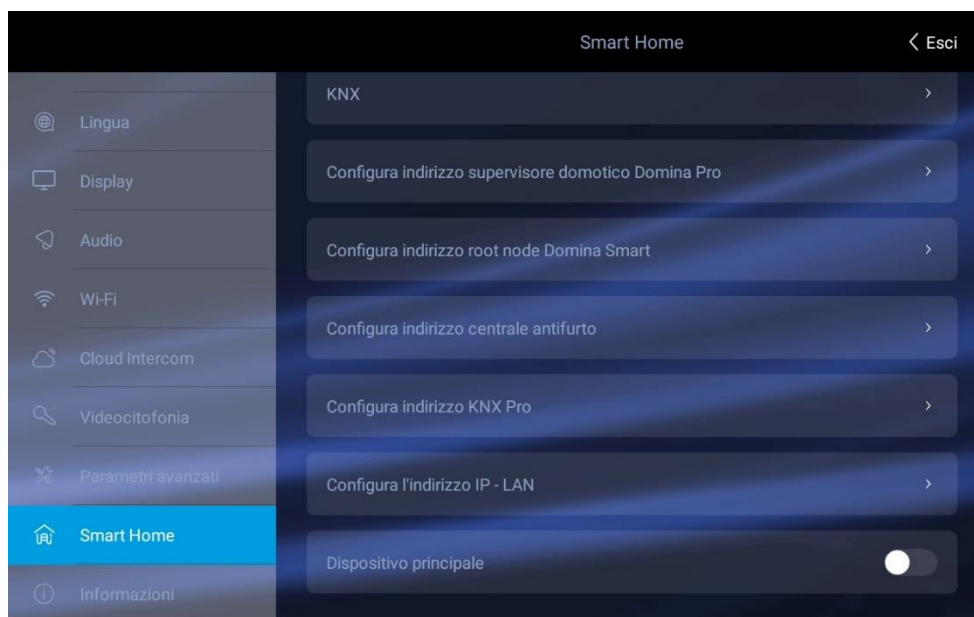 Smart Home
Esci
Lingua
Display
Audio
Wi-Fi
Cloud Intercom
Videocitofonia
Parametri avanzati
Smart Home
Informazioni
KNX
Configura indirizzo supervisore domotico Domina Pro
Configura indirizzo root node Domina Smart
Configura indirizzo centrale antifurto
Configura indirizzo KNX Pro
Configura l'indirizzo IP - LAN
Dispositivo principale